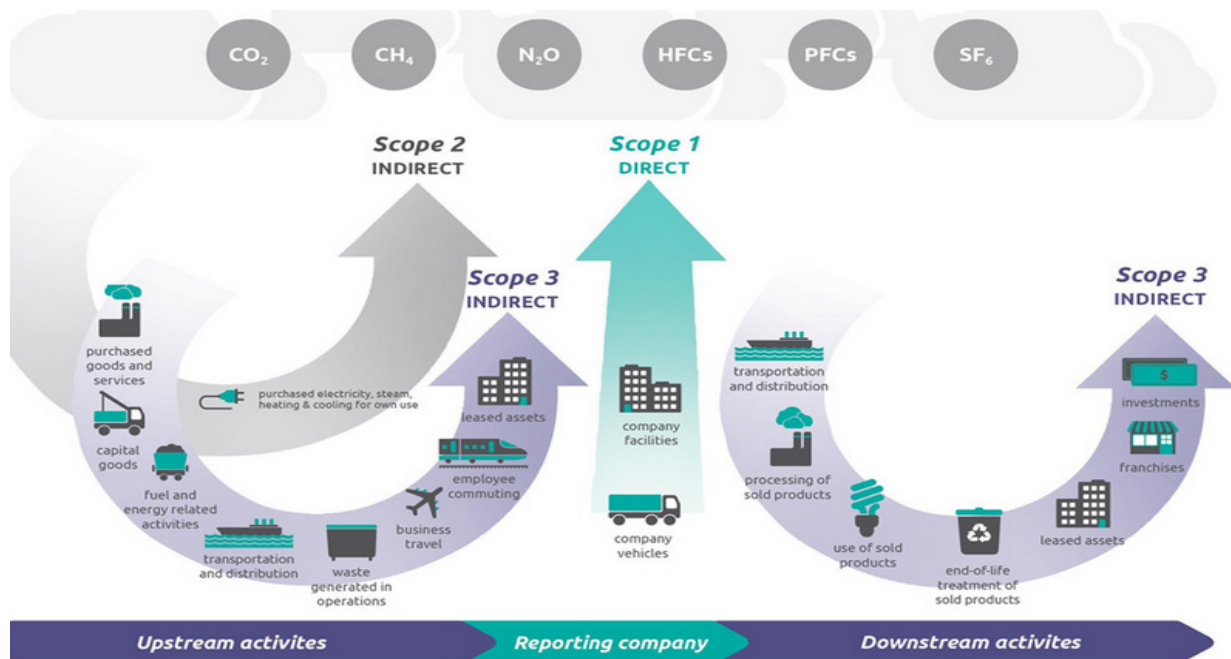 CO₂
CH₄
N₂O
HFCs
PFCs
SF₆
Scope 2
INDIRECT
Scope 1
DIRECT
Scope 3
INDIRECT
Scope 3
INDIRECT
purchased
goods and
services
capital
goods
fuel and
energy related
activities
transportation
and distribution
waste
generated in
operations
business
travel
employee
commuting
leased assets
purchased electricity, steam,
heating & cooling for own use
company
facilities
company
vehicles
transportation
and distribution
processing of
sold products
use of sold
products
end-of-life
treatment of
sold products
leased assets
franchises
investments
$
Upstream activites
Reporting company
Downstream activites